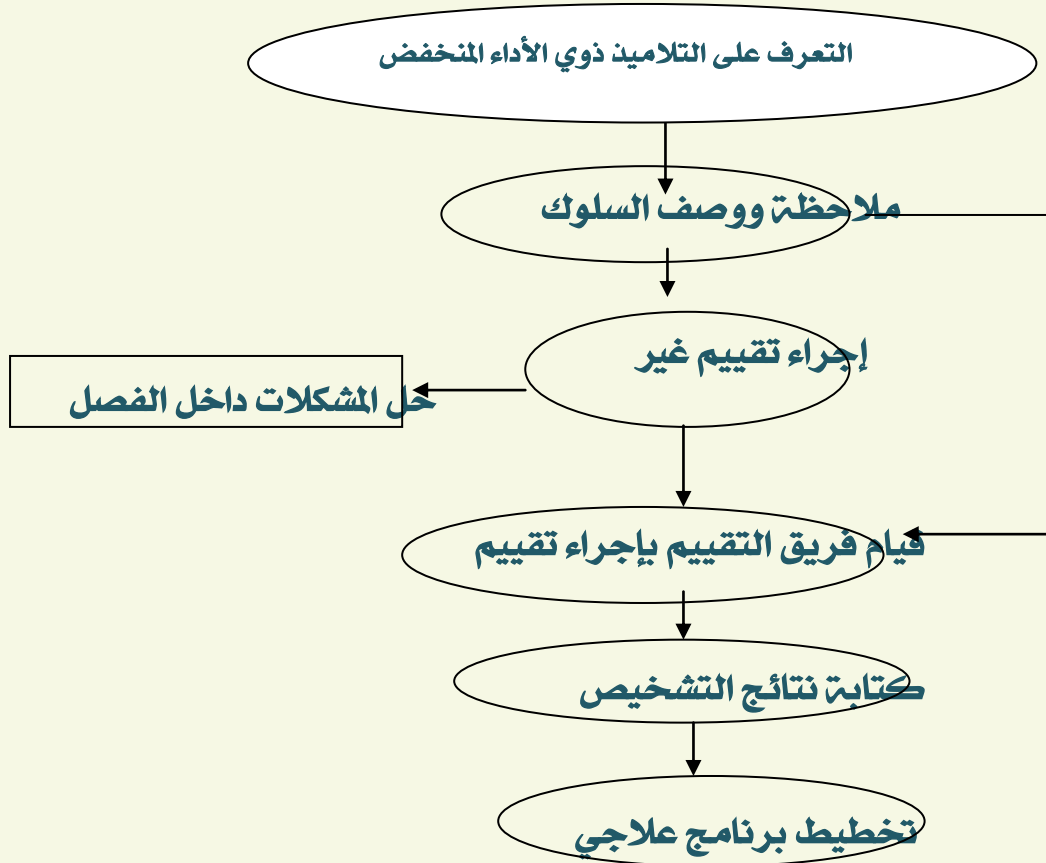 التعرف على التلاميذ ذوي الأداء المنخفض
ملاحظة ووصف السلوك
إجراء تقييم غير
حل المشكلات داخل الفصل
قيام فريق التقييم بإجراء تقييم
كتابة نتائج التشخيص
تخطيط برنامج علاجي